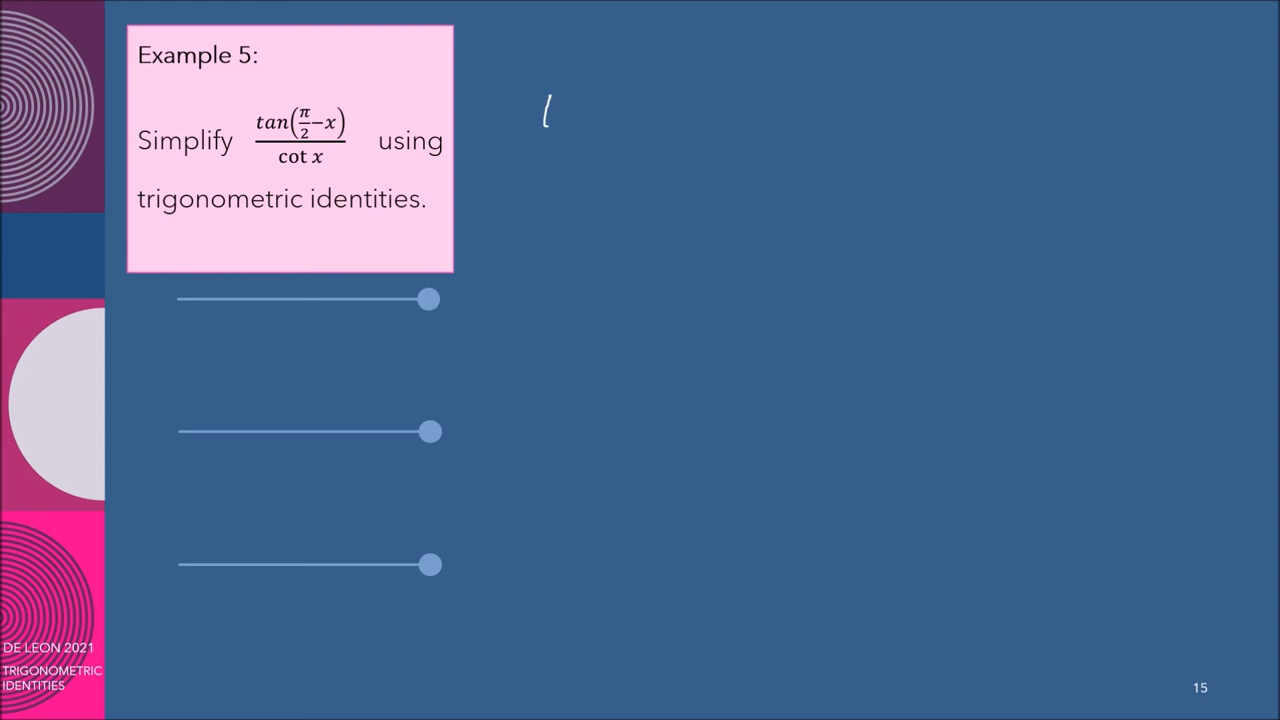 Example 5:
Simplify tan(π/2−x)/cot x using
trigonometric identities.
DE LEON 2021
TRIGONOMETRIC
IDENTITIES
15